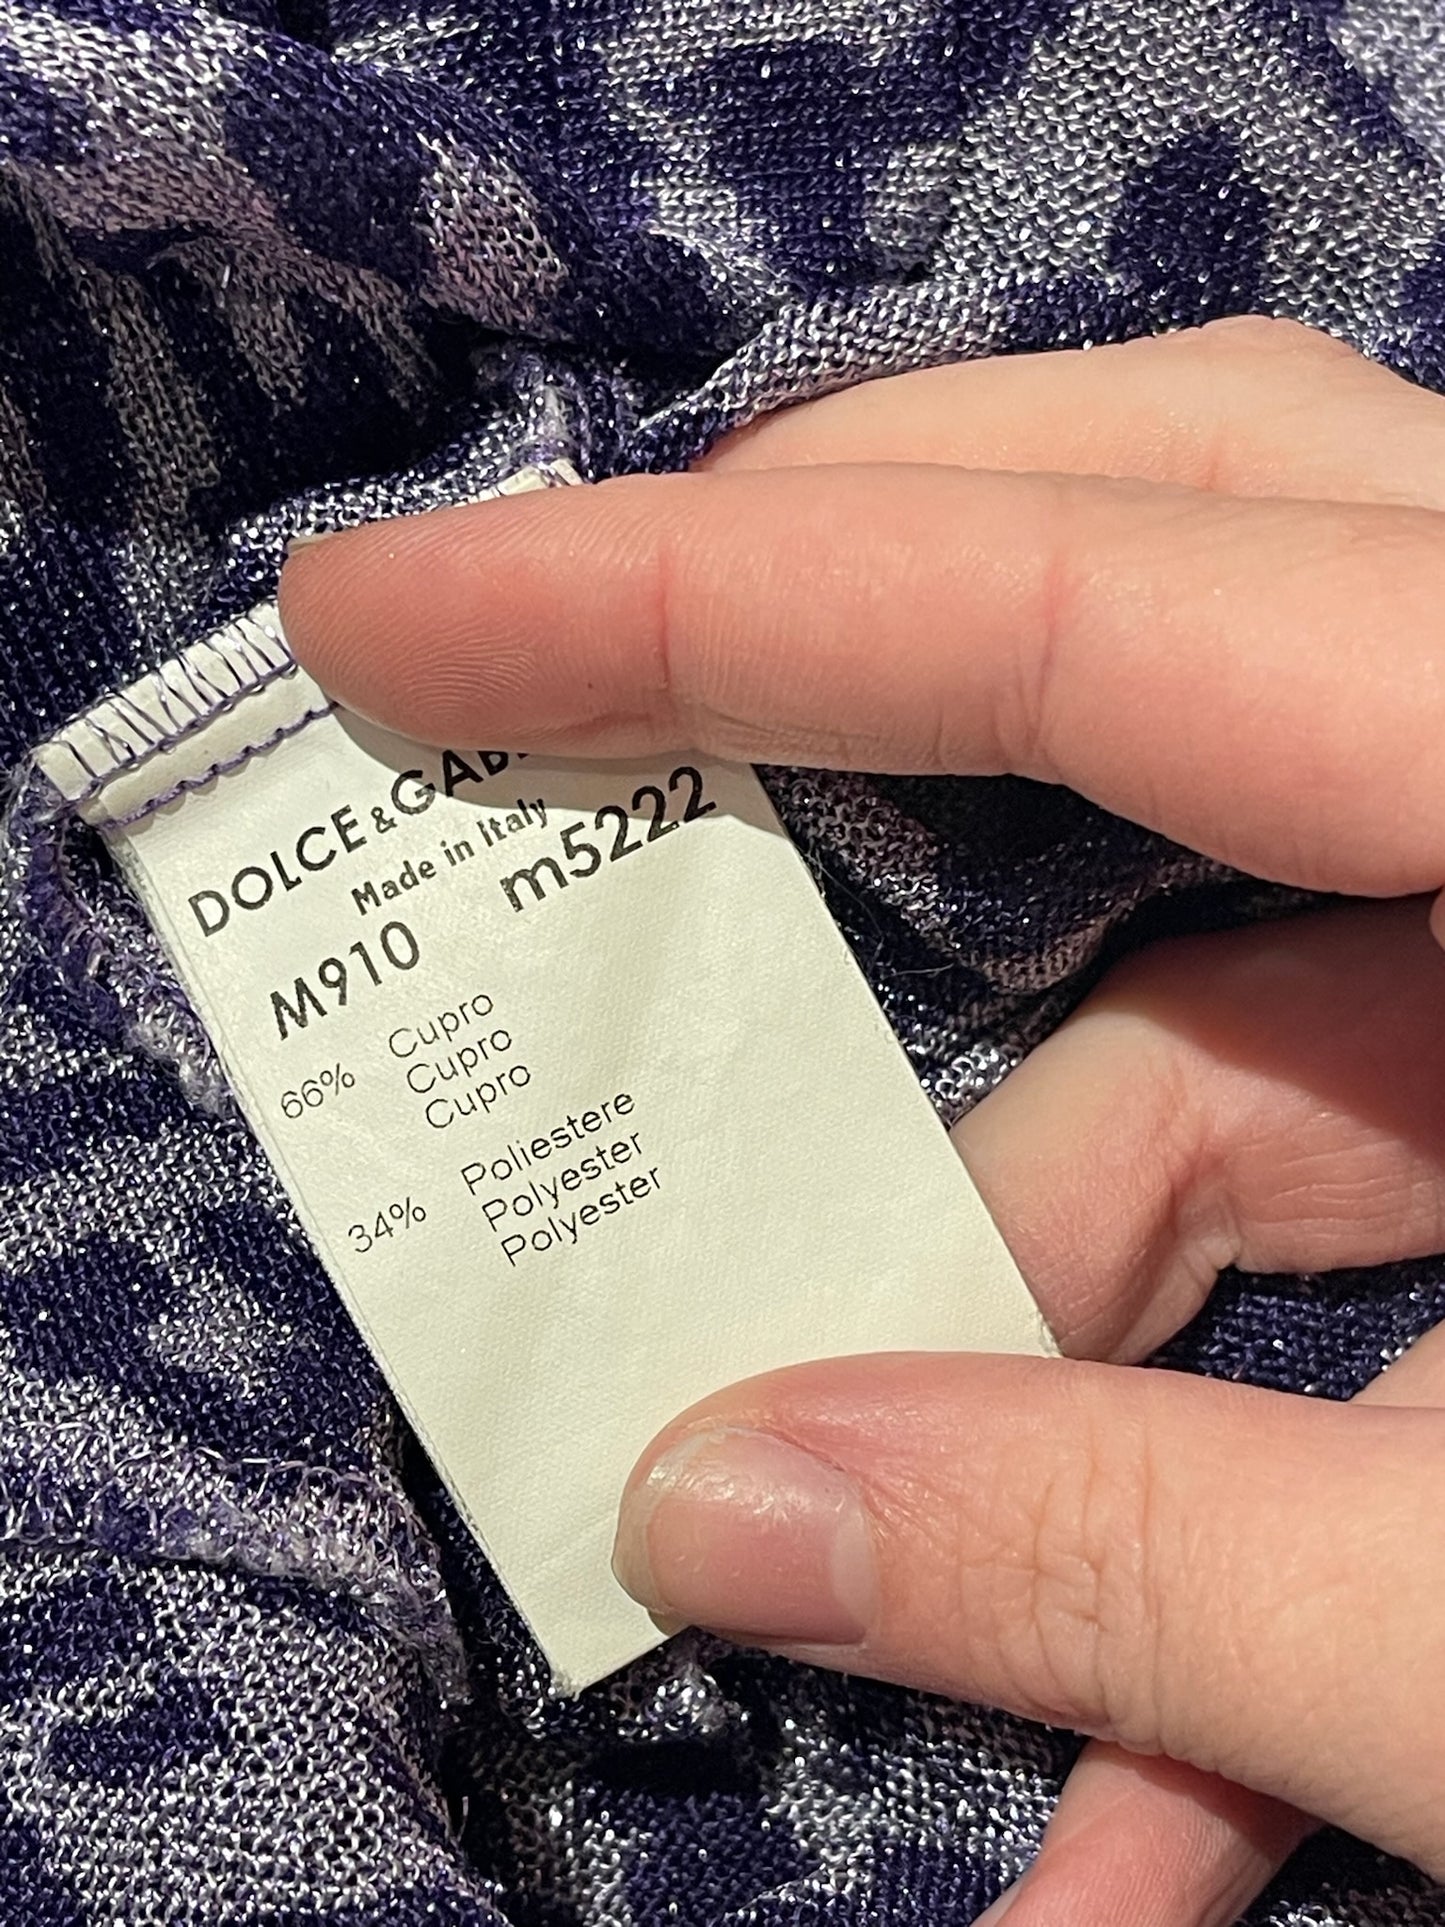 DOLCE & GAB
Made in Italy
M910 m5222
66% Cupro
Cupro
Cupro
34% Poliestere
Polyester
Polyester